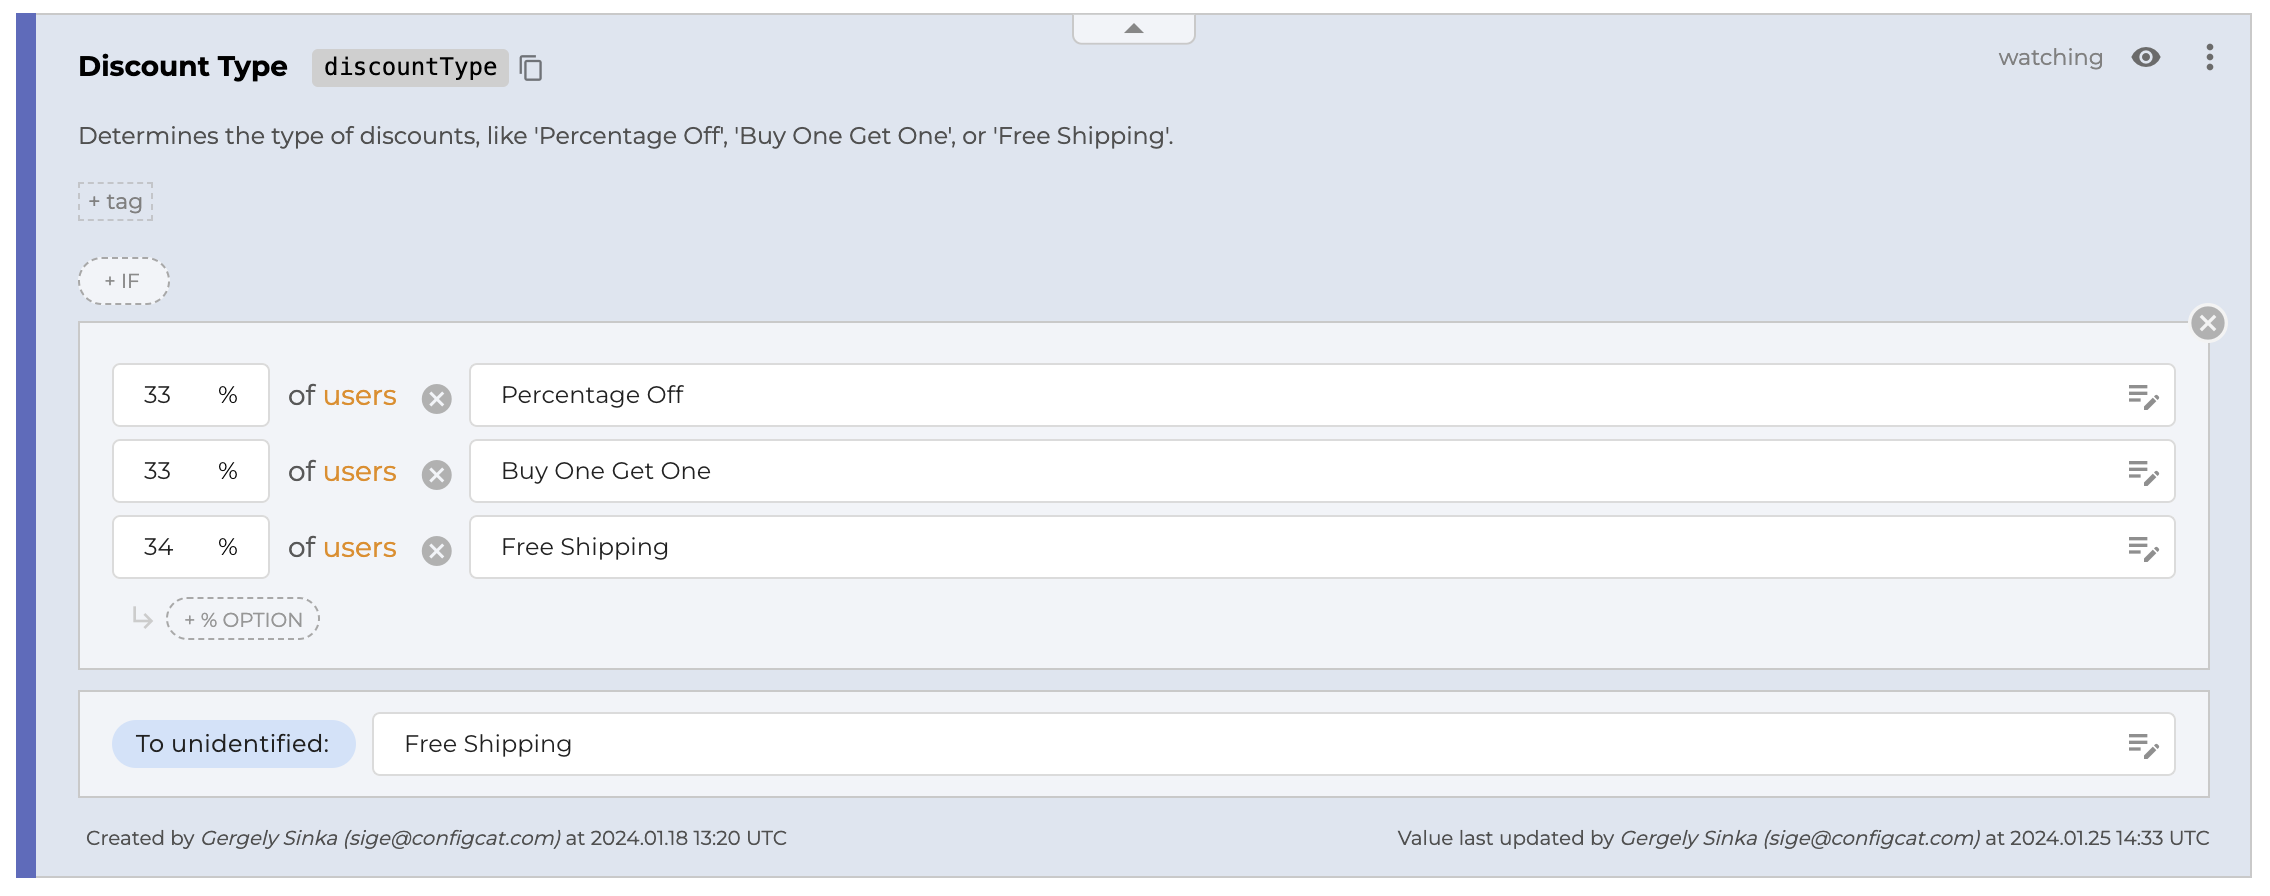 Discount Type discountType watching
Determines the type of discounts, like 'Percentage Off', 'Buy One Get One', or 'Free Shipping'.
+ tag
+ IF
33 % of users Percentage Off
33 % of users Buy One Get One
34 % of users Free Shipping
+ % OPTION
To unidentified: Free Shipping
Created by Gergely Sinka (sige@configcat.com) at 2024.01.18 13:20 UTC Value last updated by Gergely Sinka (sige@configcat.com) at 2024.01.25 14:33 UTC